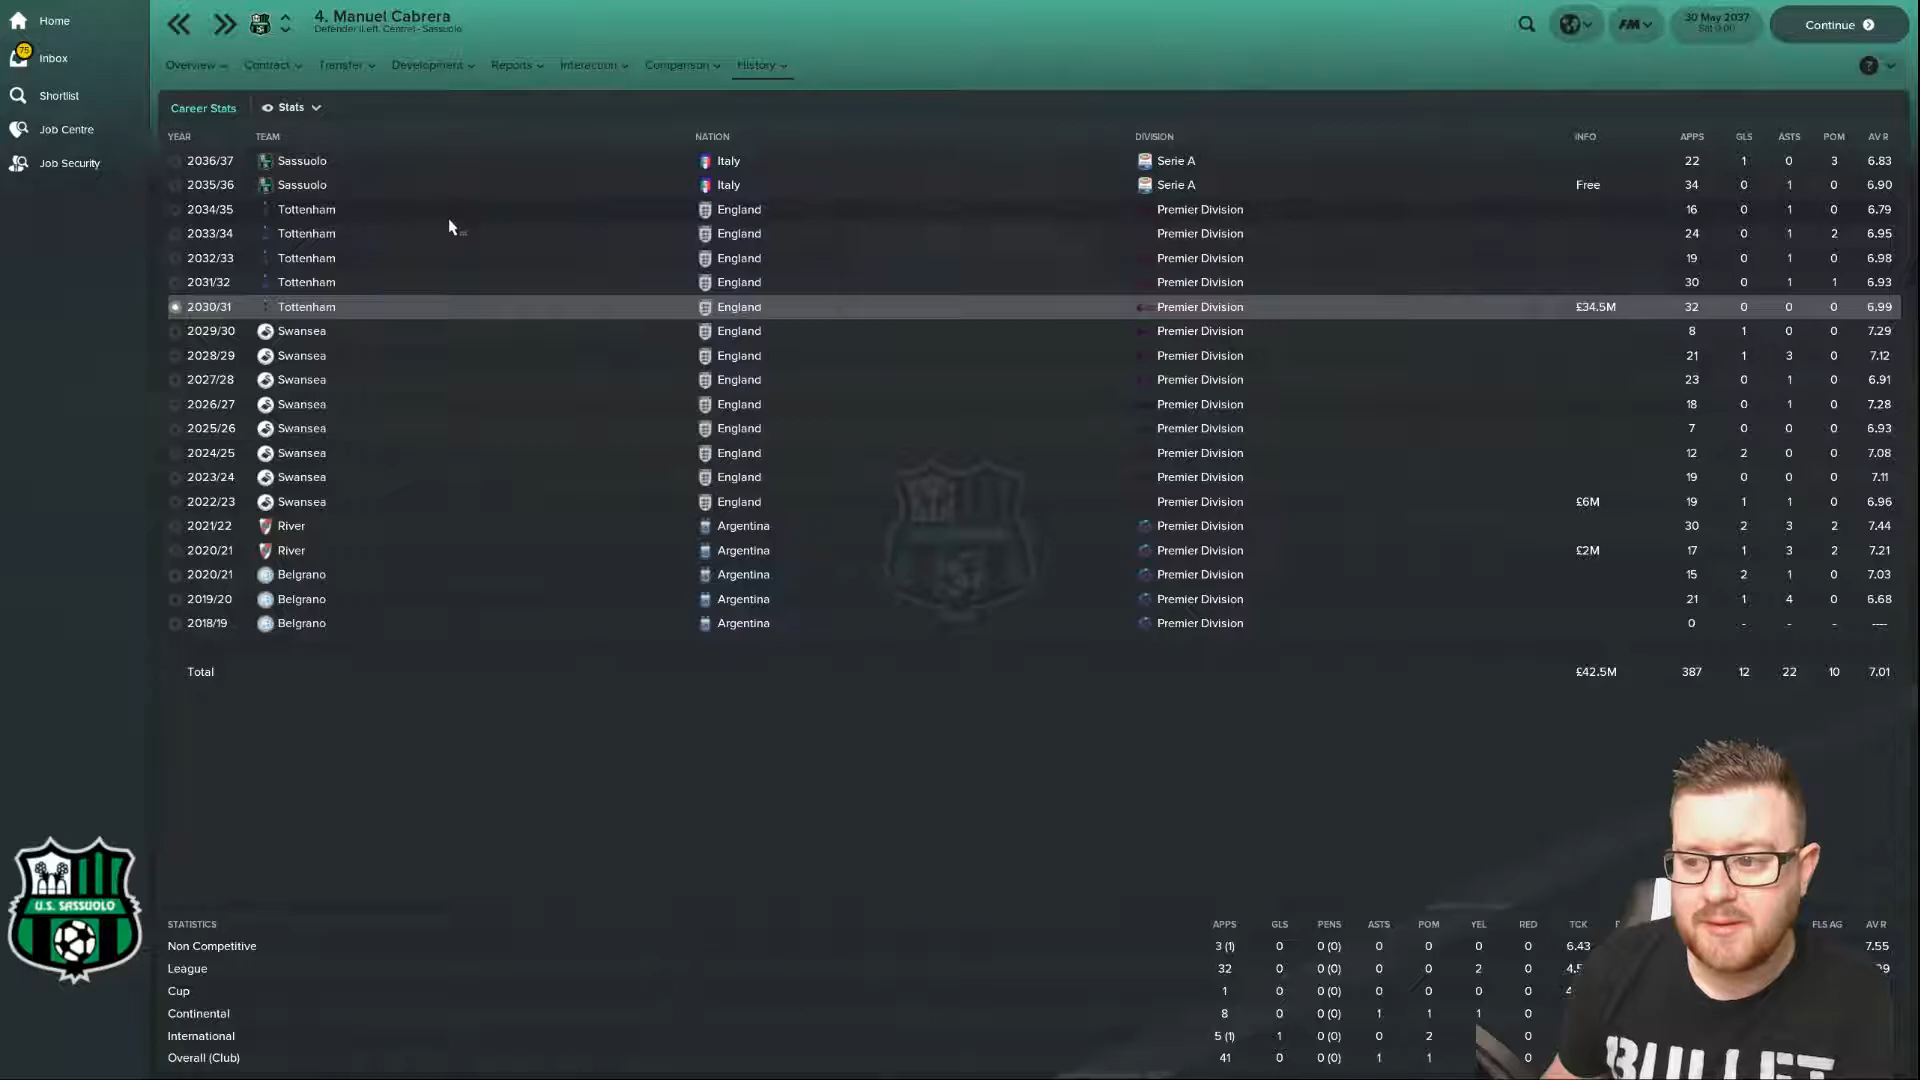 Home
Inbox
75
Shortlist
Job Centre
Job Security
4. Manuel Cabrera
Defender (Left, Centre) - Sassuolo
FM
30 May 2037
Sat 0:00
Continue
Overview Contract Transfer Development Reports Interaction Comparison History
?
Career Stats Stats
YEAR TEAM NATION DIVISION INFO APPS GLS ASTS POM AV R
2036/37 Sassuolo Italy Serie A 22 1 0 3 6.83
2035/36 Sassuolo Italy Serie A Free 34 0 1 0 6.90
2034/35 Tottenham England Premier Division 16 0 1 0 6.79
2033/34 Tottenham England Premier Division 24 0 1 2 6.95
2032/33 Tottenham England Premier Division 19 0 1 0 6.98
2031/32 Tottenham England Premier Division 30 0 1 1 6.93
2030/31 Tottenham England Premier Division £34.5M 32 0 0 0 6.99
2029/30 Swansea England Premier Division 8 1 0 0 7.29
2028/29 Swansea England Premier Division 21 1 3 0 7.12
2027/28 Swansea England Premier Division 23 0 1 0 6.91
2026/27 Swansea England Premier Division 18 0 1 0 7.28
2025/26 Swansea England Premier Division 7 0 0 0 6.93
2024/25 Swansea England Premier Division 12 2 0 0 7.08
2023/24 Swansea England Premier Division 19 0 0 0 7.11
2022/23 Swansea England Premier Division £6M 19 1 1 0 6.96
2021/22 River Argentina Premier Division 30 2 3 2 7.44
2020/21 River Argentina Premier Division £2M 17 1 3 2 7.21
2020/21 Belgrano Argentina Premier Division 15 2 1 0 7.03
2019/20 Belgrano Argentina Premier Division 21 1 4 0 6.68
2018/19 Belgrano Argentina Premier Division 0 - - - ----
Total £42.5M 387 12 22 10 7.01
U.S. SASSUOLO
STATISTICS APPS GLS PENS ASTS POM YEL RED TCK FLS AG AV R
Non Competitive 3 (1) 0 0 (0) 0 0 0 0 6.43 7.55
League 32 0 0 (0) 0 0 2 0
Cup 1 0 0 (0) 0 0 0 0
Continental 8 0 0 (0) 1 1 1 0
International 5 (1) 1 0 (0) 0 2 0
Overall (Club) 41 0 0 (0) 1 1 0
BULLET